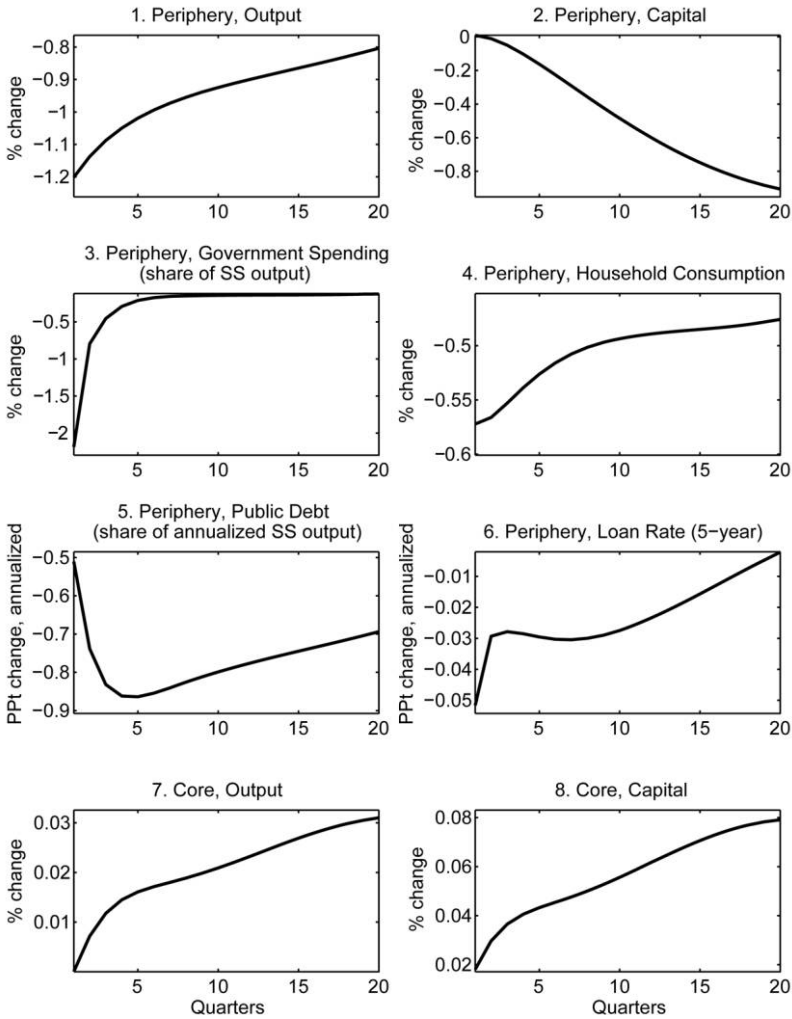 1. Periphery, Output
% change
−0.8
−0.9
−1
−1.1
−1.2
5 10 15 20
2. Periphery, Capital
% change
0
−0.2
−0.4
−0.6
−0.8
5 10 15 20
3. Periphery, Government Spending
(share of SS output)
% change
−0.5
−1
−1.5
−2
5 10 15 20
4. Periphery, Household Consumption
% change
−0.5
−0.55
−0.6
5 10 15 20
5. Periphery, Public Debt
(share of annualized SS output)
PPt change, annualized
−0.5
−0.6
−0.7
−0.8
−0.9
5 10 15 20
6. Periphery, Loan Rate (5−year)
PPt change, annualized
−0.01
−0.02
−0.03
−0.04
−0.05
5 10 15 20
7. Core, Output
% change
0.03
0.02
0.01
5 10 15 20
Quarters
8. Core, Capital
% change
0.08
0.06
0.04
0.02
5 10 15 20
Quarters